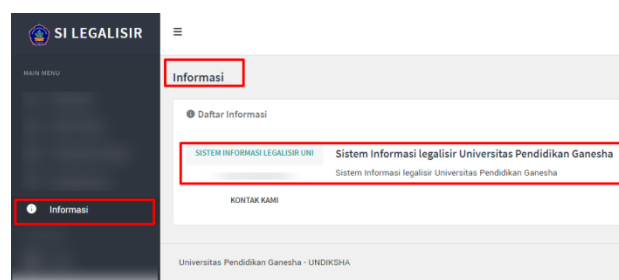 SI LEGALISIR
MAIN MENU
Informasi
Informasi
Daftar Informasi
SISTEM INFORMASI LEGALISIR UNI
KONTAK KAMI
Sistem Informasi legalisir Universitas Pendidikan Ganesha
Sistem Informasi legalisir Universitas Pendidikan Ganesha
Universitas Pendidikan Ganesha - UNDIKSHA